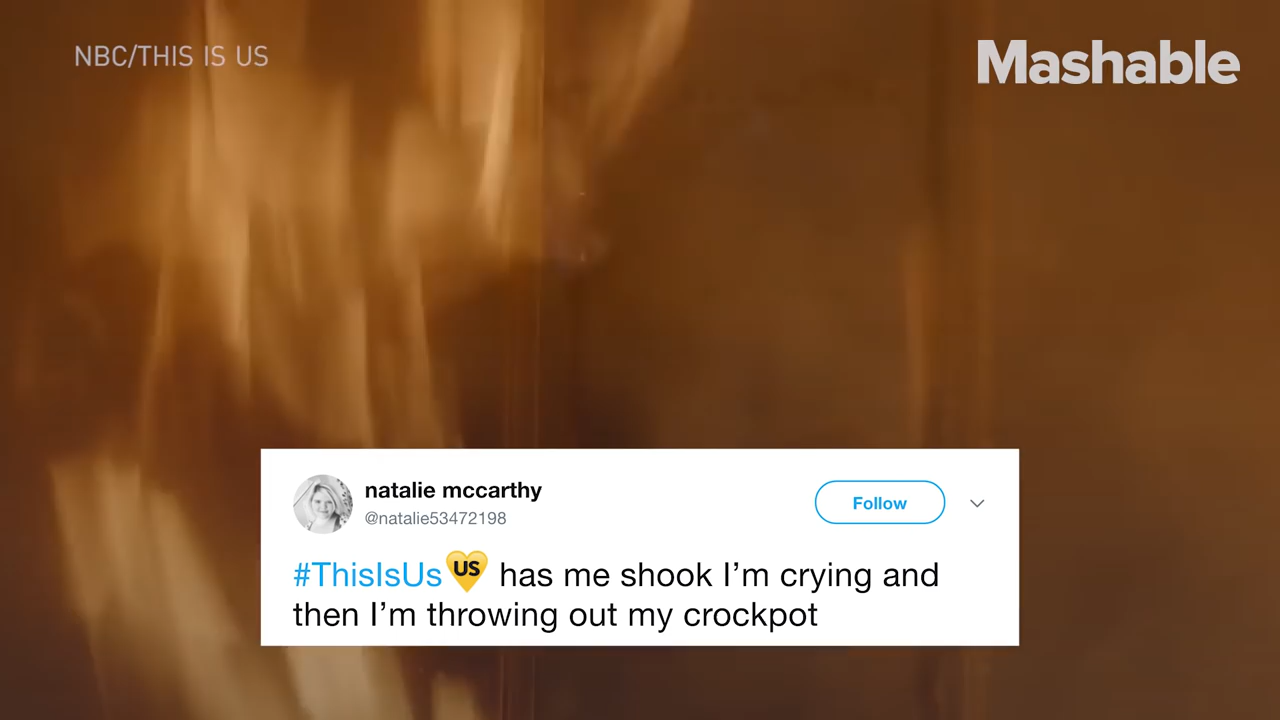 NBC/THIS IS US
Mashable
natalie mccarthy
@natalie53472198
Follow
#ThisIsUs US has me shook I’m crying and
then I’m throwing out my crockpot